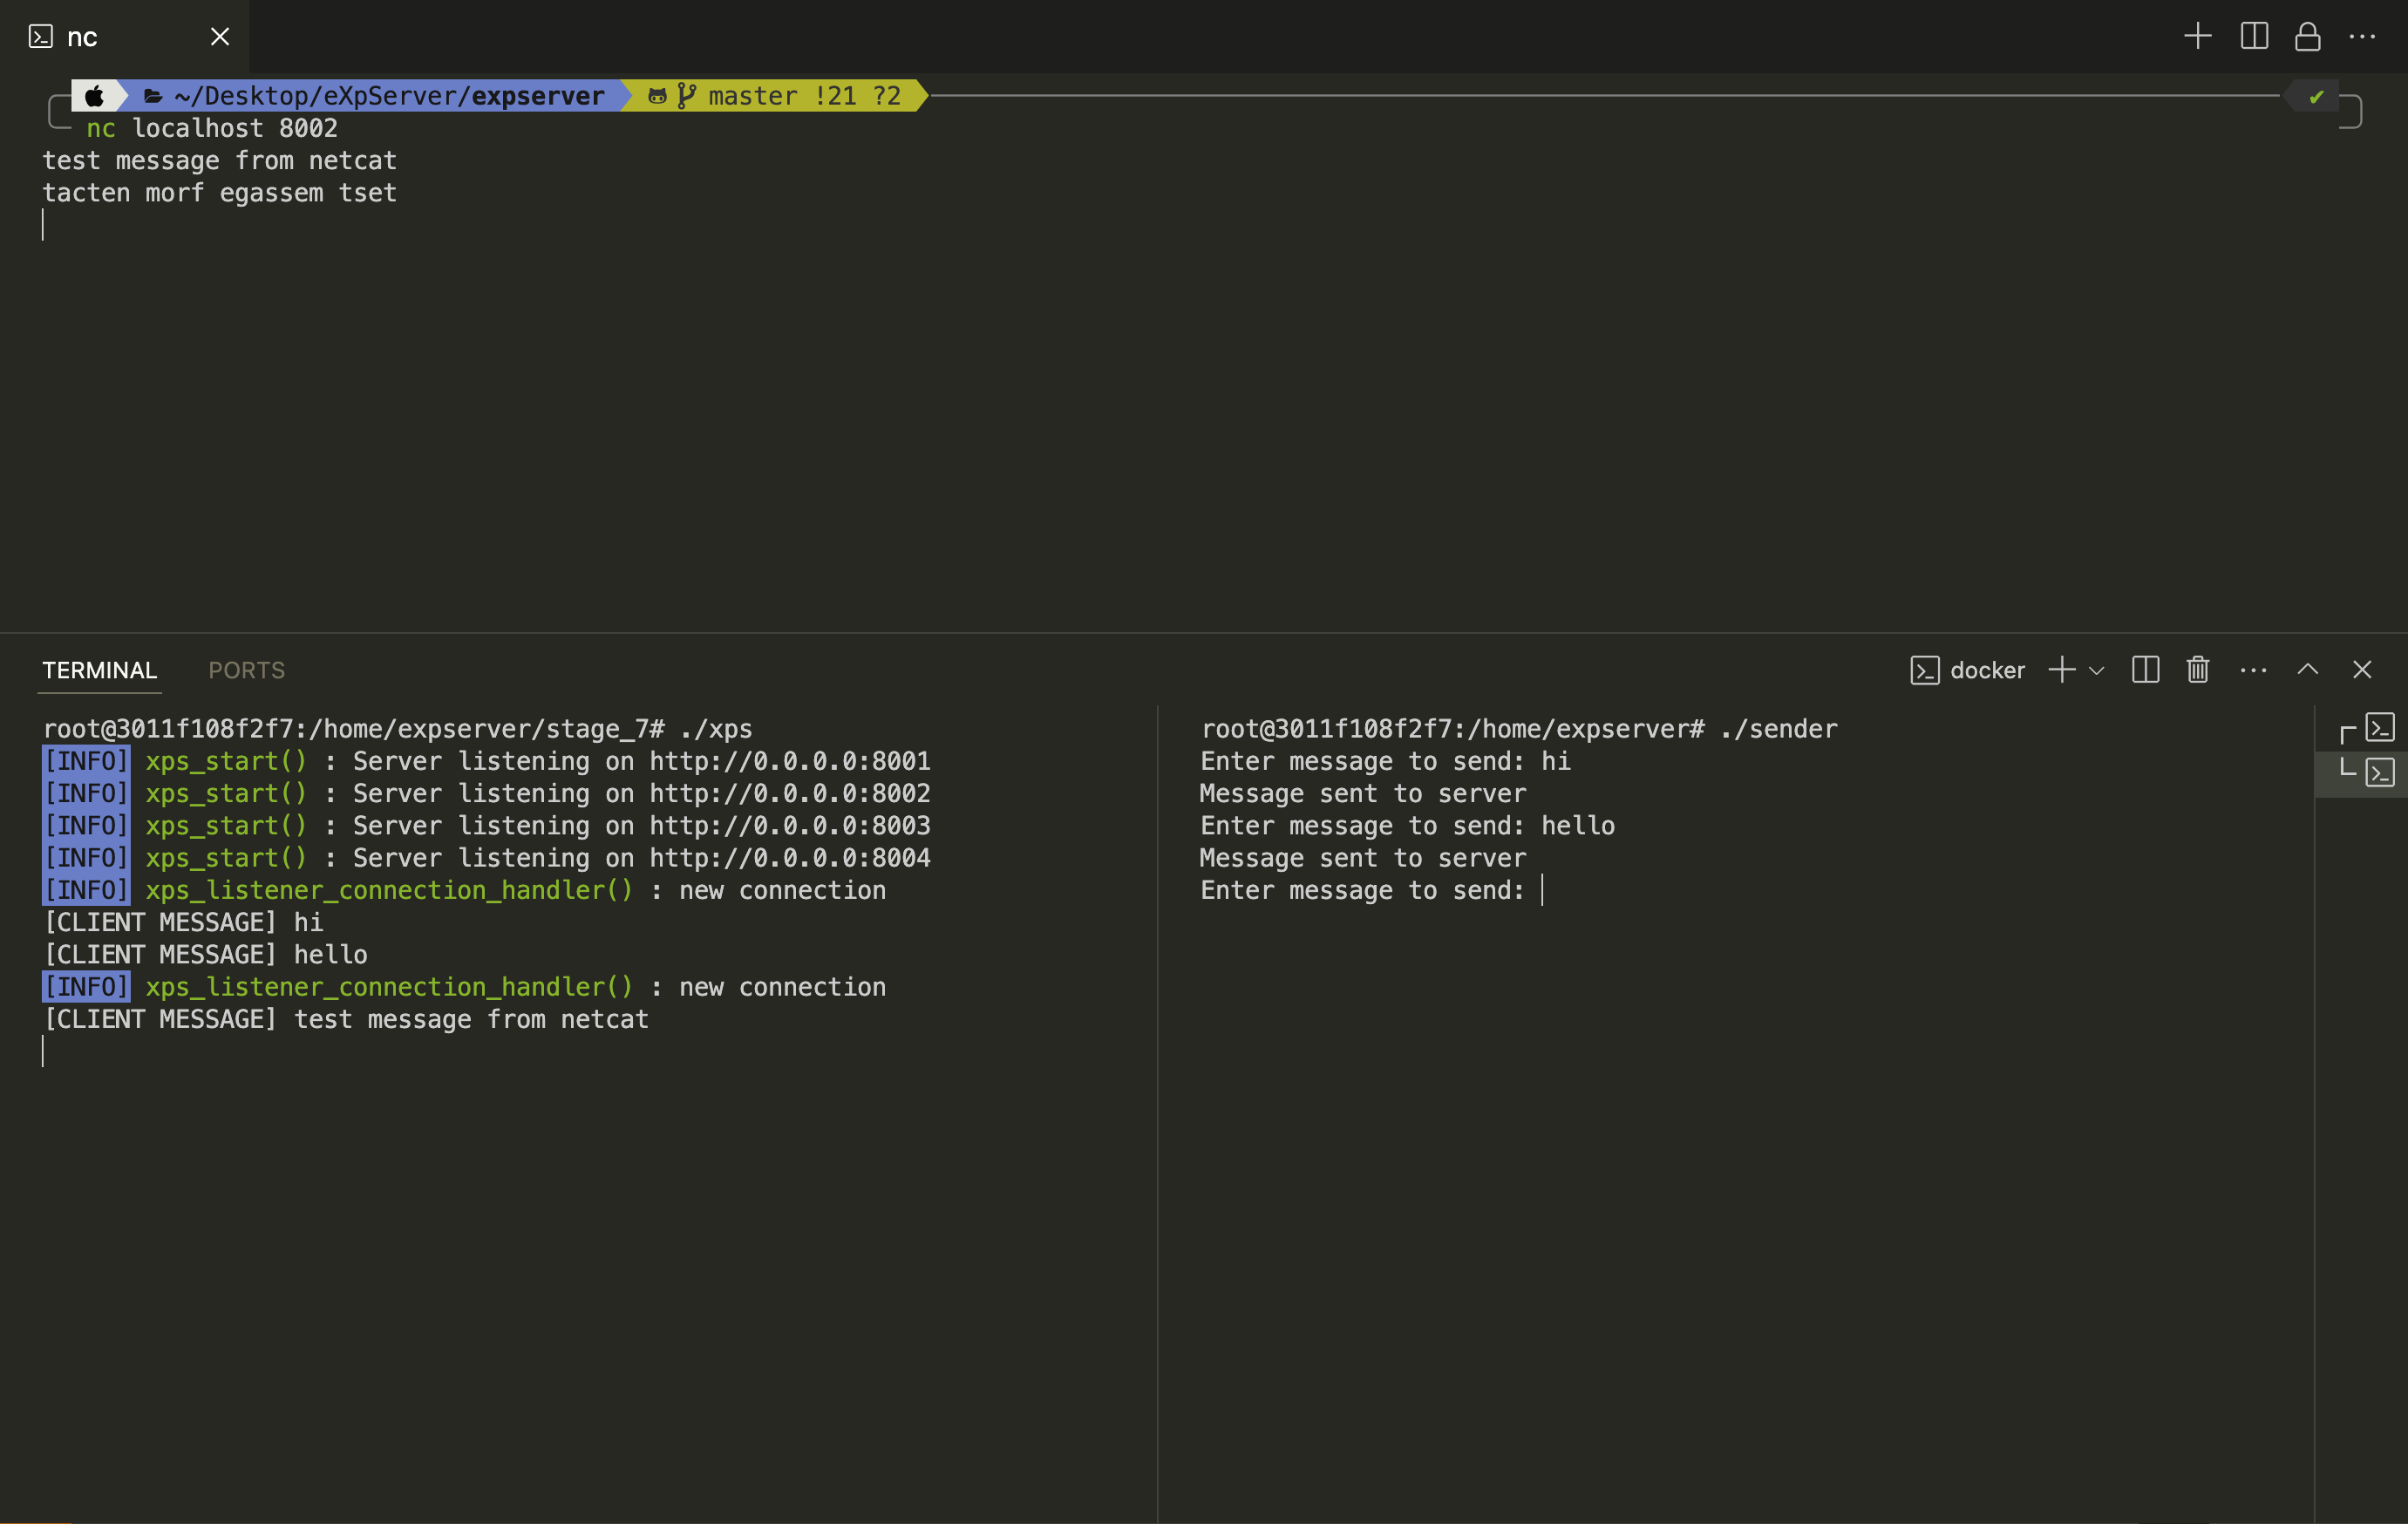 nc
~/Desktop/eXpServer/expserver master !21 ?2
nc localhost 8002
test message from netcat
tacten morf egassem tset
TERMINAL PORTS
docker
root@3011f108f2f7:/home/expserver/stage_7# ./xps
[INFO] xps_start() : Server listening on http://0.0.0.0:8001
[INFO] xps_start() : Server listening on http://0.0.0.0:8002
[INFO] xps_start() : Server listening on http://0.0.0.0:8003
[INFO] xps_start() : Server listening on http://0.0.0.0:8004
[INFO] xps_listener_connection_handler() : new connection
[CLIENT MESSAGE] hi
[CLIENT MESSAGE] hello
[INFO] xps_listener_connection_handler() : new connection
[CLIENT MESSAGE] test message from netcat
root@3011f108f2f7:/home/expserver# ./sender
Enter message to send: hi
Message sent to server
Enter message to send: hello
Message sent to server
Enter message to send: